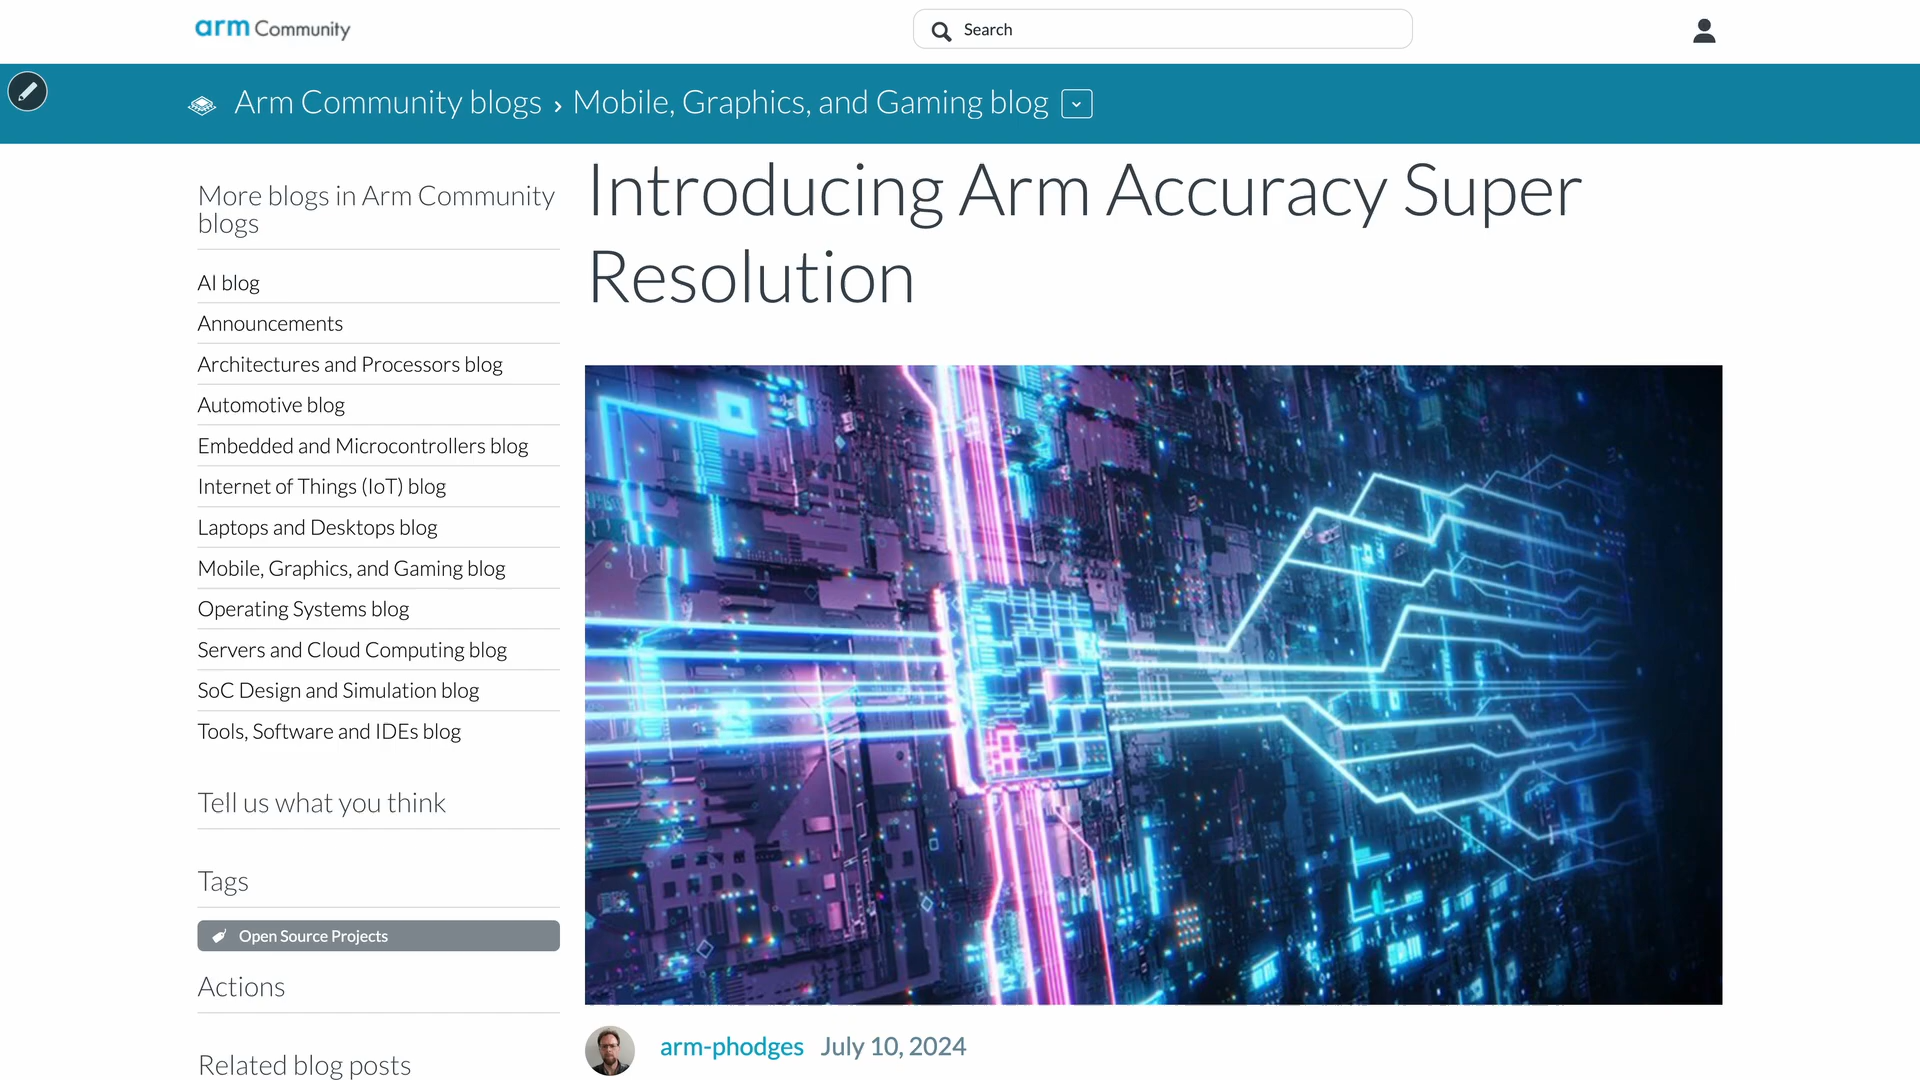 arm Community
Search
Arm Community blogs › Mobile, Graphics, and Gaming blog
More blogs in Arm Community
blogs
AI blog
Announcements
Architectures and Processors blog
Automotive blog
Embedded and Microcontrollers blog
Internet of Things (IoT) blog
Laptops and Desktops blog
Mobile, Graphics, and Gaming blog
Operating Systems blog
Servers and Cloud Computing blog
SoC Design and Simulation blog
Tools, Software and IDEs blog
Tell us what you think
Tags
Open Source Projects
Actions
Related blog posts
Introducing Arm Accuracy Super
Resolution
arm-phodges July 10, 2024